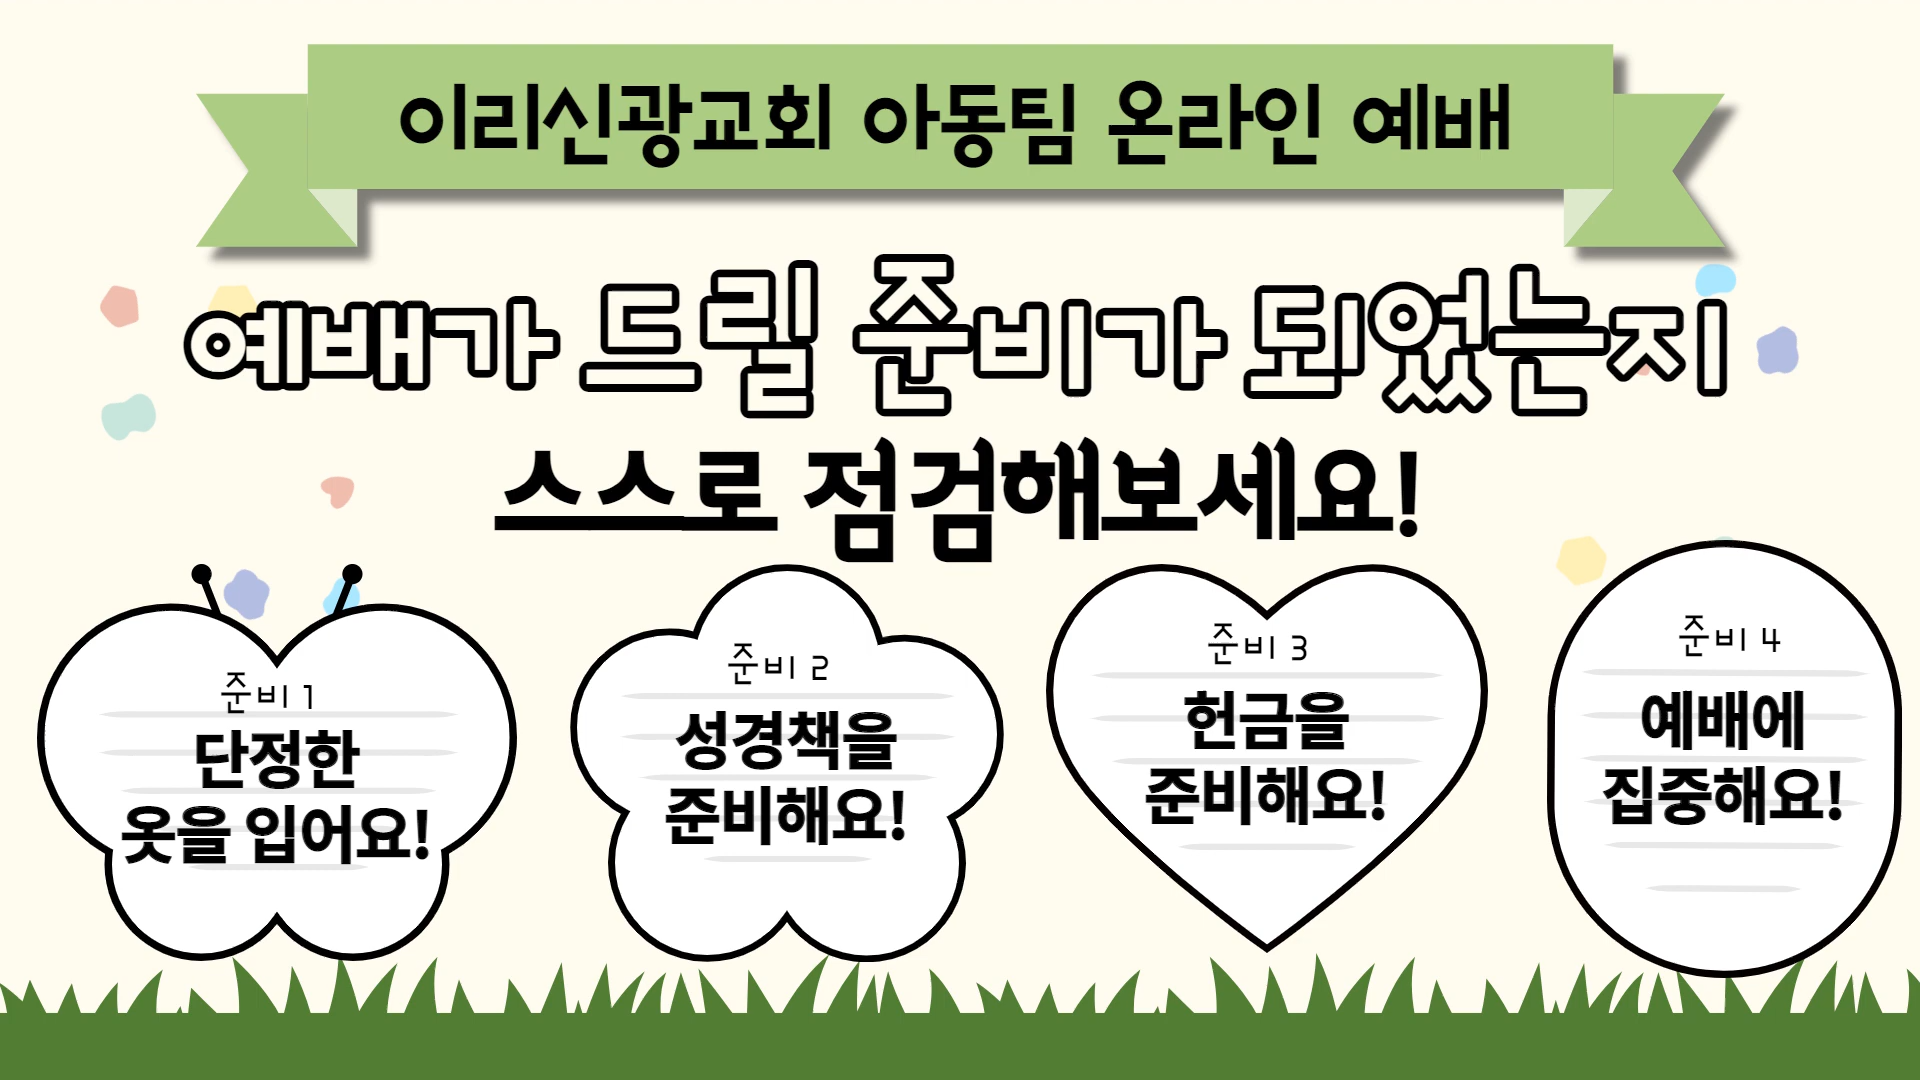 이리신광교회 아동팀 온라인 예배
예배가 드릴 준비가 되었는지
스스로 점검해보세요!
준비 1
단정한
옷을 입어요!
준비 2
성경책을
준비해요!
준비 3
헌금을
준비해요!
준비 4
예배에
집중해요!